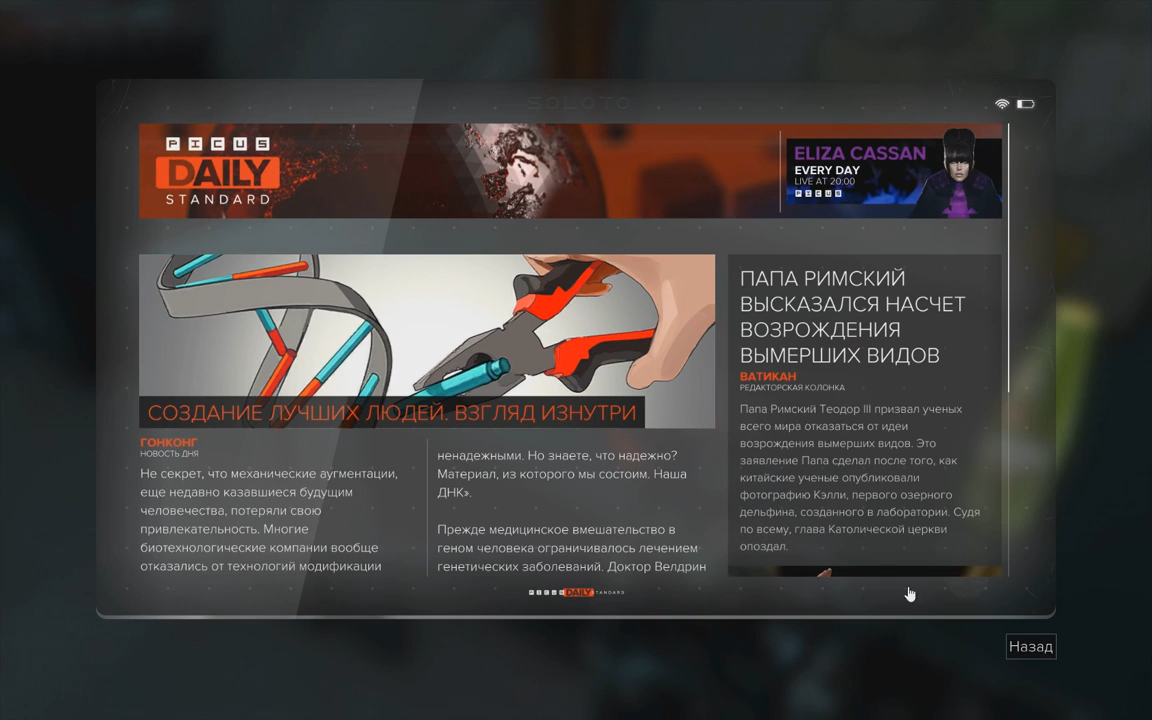 SOLOTO
PICUS
DAILY
STANDARD
ELIZA CASSAN
EVERY DAY
LIVE AT 20:00
PICUS
СОЗДАНИЕ ЛУЧШИХ ЛЮДЕЙ. ВЗГЛЯД ИЗНУТРИ
ГОНКОНГ
НОВОСТЬ ДНЯ
Не секрет, что механические аугментации,
еще недавно казавшиеся будущим
человечества, потеряли свою
привлекательность. Многие
биотехнологические компании вообще
отказались от технологий модификации
ненадежными. Но знаете, что надежно?
Материал, из которого мы состоим. Наша
ДНК».
Прежде медицинское вмешательство в
геном человека ограничивалось лечением
генетических заболеваний. Доктор Велдрин
ПАПА РИМСКИЙ
ВЫСКАЗАЛСЯ НАСЧЕТ
ВОЗРОЖДЕНИЯ
ВЫМЕРШИХ ВИДОВ
ВАТИКАН
РЕДАКТОРСКАЯ КОЛОНКА
Папа Римский Теодор III призвал ученых
всего мира отказаться от идеи
возрождения вымерших видов. Это
заявление Папа сделал после того, как
китайские ученые опубликовали
фотографию Кэлли, первого озерного
дельфина, созданного в лаборатории. Судя
по всему, глава Католической церкви
опоздал.
PICUS DAILY STANDARD
Назад